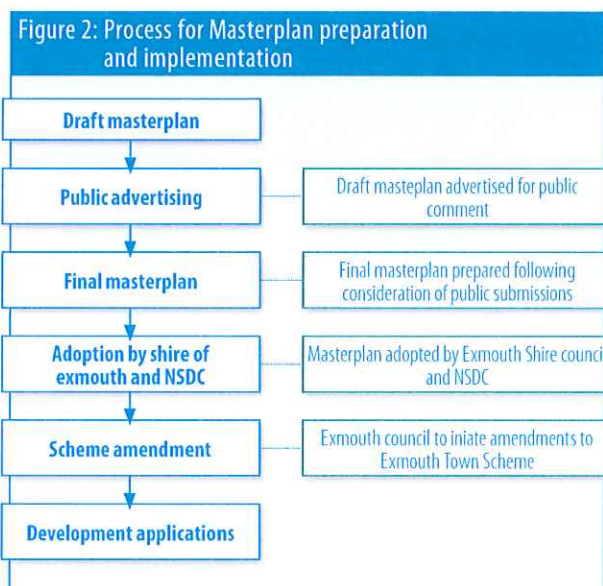 Figure 2: Process for Masterplan preparation
and implementation
Draft masterplan
Public advertising
Draft masteplan advertised for public
comment
Final masterplan
Final masterplan prepared following
consideration of public submissions
Adoption by shire of
exmouth and NSDC
Masterplan adopted by Exmouth Shire council
and NSDC
Scheme amendment
Exmouth council to iniate amendments to
Exmouth Town Scheme
Development applications